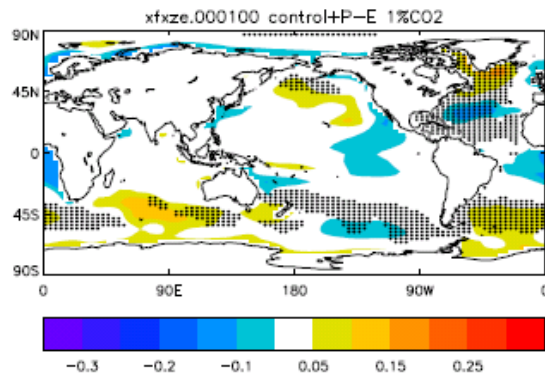 xfxze.000100 control+P-E 1%CO2
90N
45N
0
45S
90S
0 90E 180 90W 0
-0.3 -0.2 -0.1 0.05 0.15 0.25